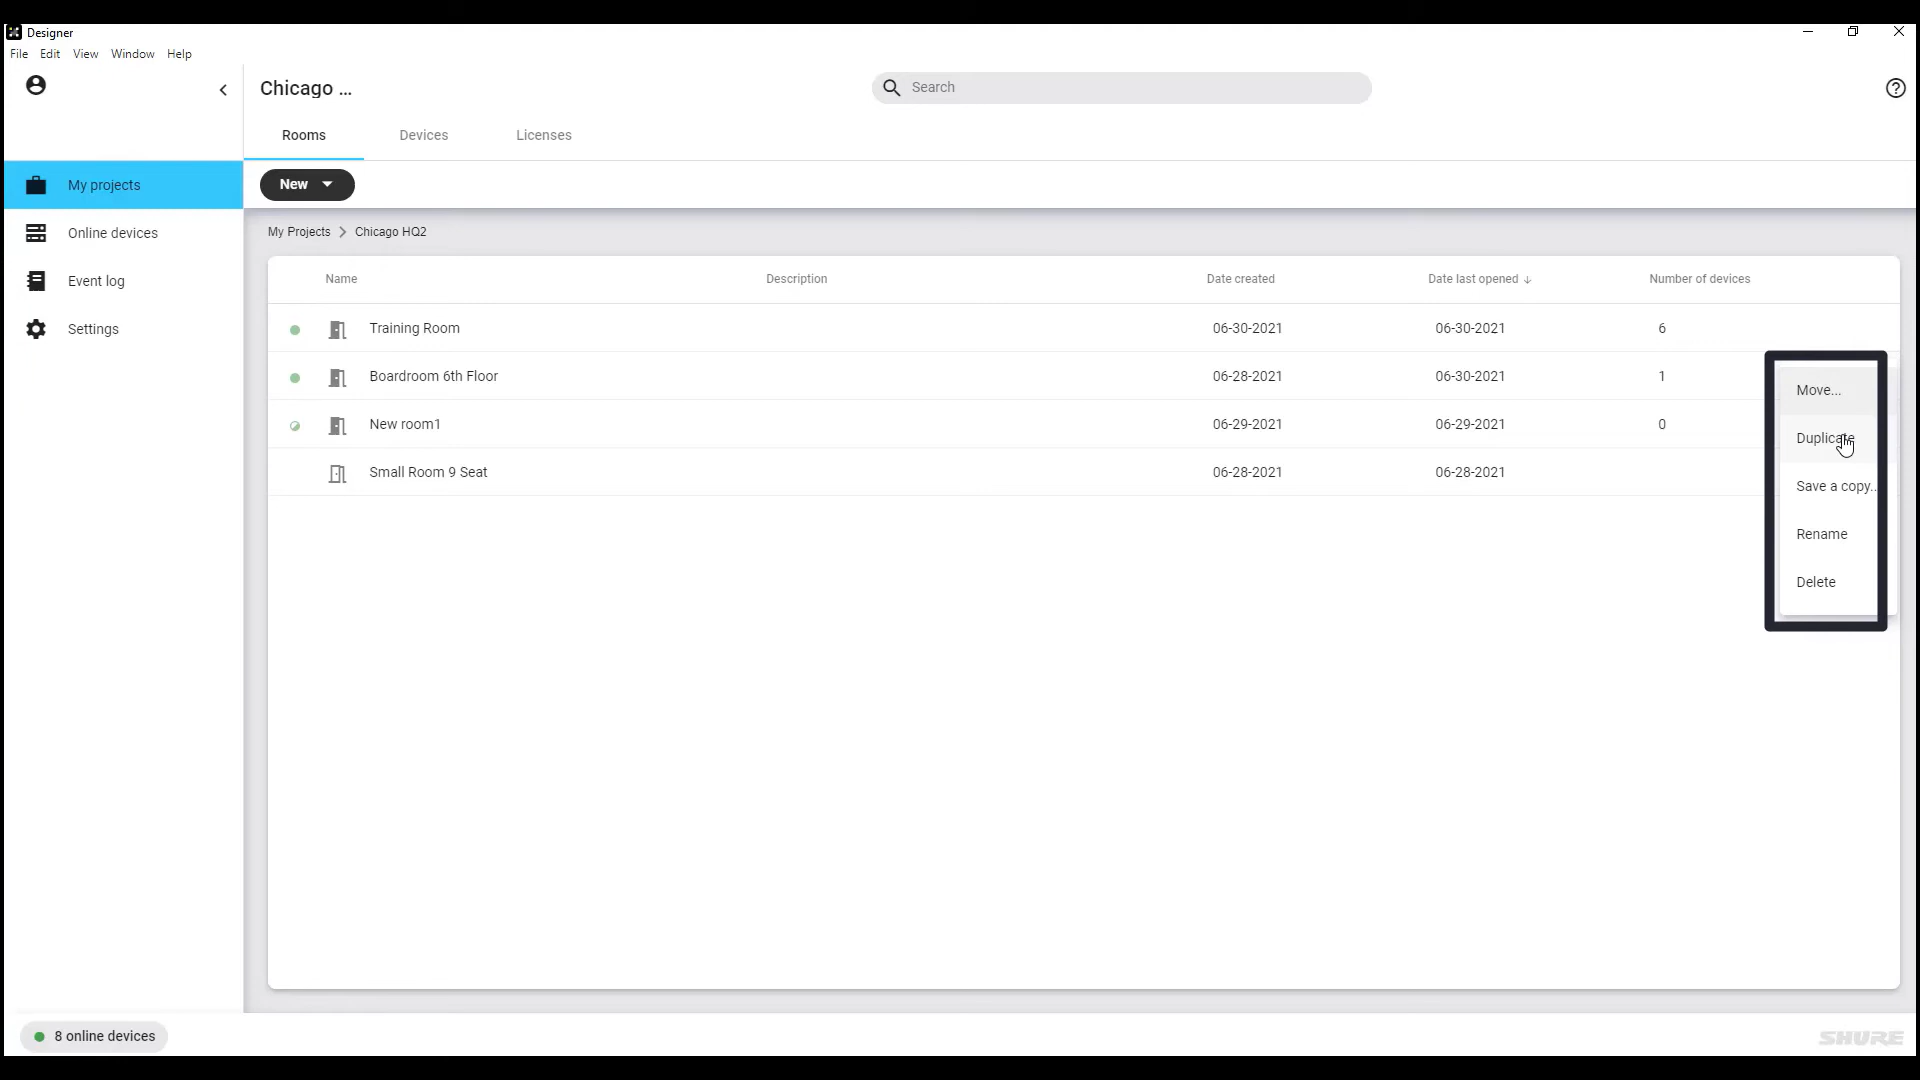 Designer
File Edit View Window Help
Chicago ...
Search
Rooms Devices Licenses
My projects
New
Online devices
My Projects Chicago HQ2
Event log
Name Description Date created Date last opened Number of devices
Settings
Training Room 06-30-2021 06-30-2021 6
Boardroom 6th Floor 06-28-2021 06-30-2021 1
New room1 06-29-2021 06-29-2021 0
Small Room 9 Seat 06-28-2021 06-28-2021
Move...
Duplicate
Save a copy..
Rename
Delete
8 online devices
SHURE